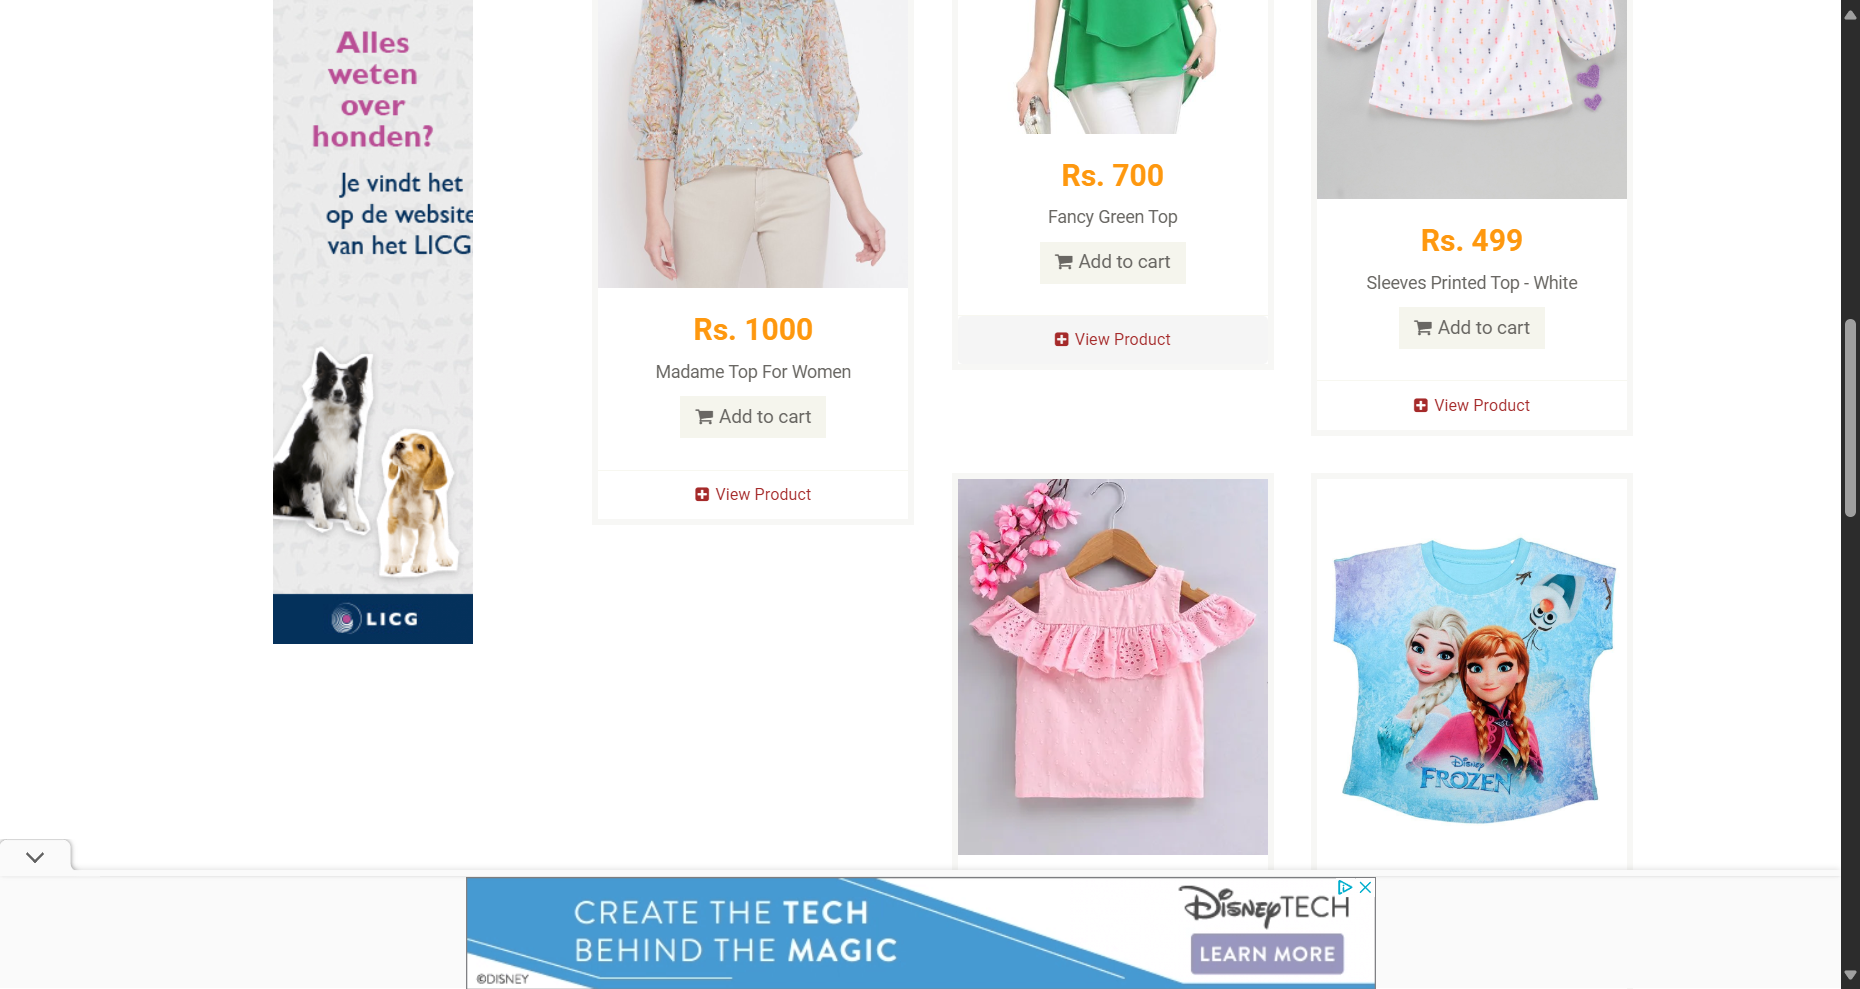 Alles
weten
over
honden?
Je vindt het
op de website
van het LICG
LICG
Rs. 1000
Madame Top For Women
Add to cart
View Product
Rs. 700
Fancy Green Top
Add to cart
View Product
Rs. 499
Sleeves Printed Top - White
Add to cart
View Product
Disney
FROZEN
CREATE THE TECH
BEHIND THE MAGIC
©DISNEY
DisneyTECH
LEARN MORE